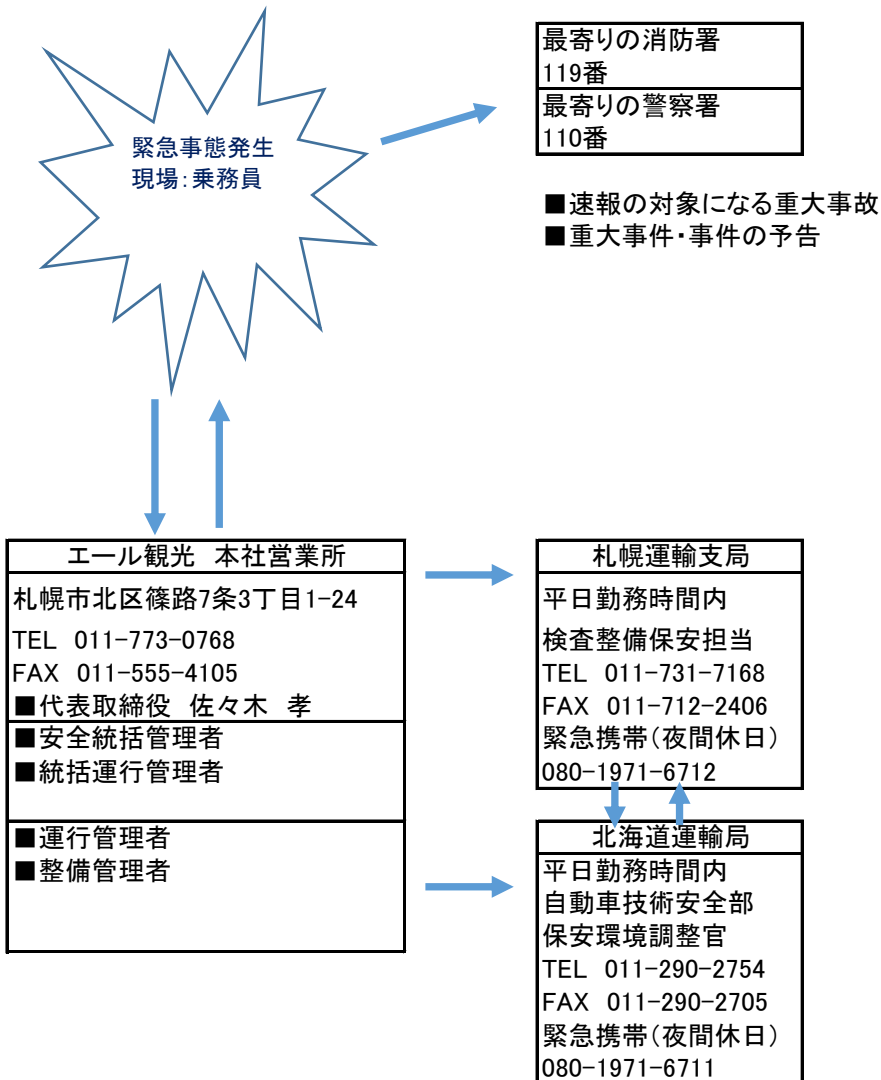 最寄りの消防署
119番
最寄りの警察署
110番
緊急事態発生
現場:乗務員
■速報の対象になる重大事故
■重大事件・事件の予告
エール観光 本社営業所
札幌市北区篠路7条3丁目1-24
TEL 011-773-0768
FAX 011-555-4105
■代表取締役 佐々木 孝
■安全統括管理者
■統括運行管理者
■運行管理者
■整備管理者
札幌運輸支局
平日勤務時間内
検査整備保安担当
TEL 011-731-7168
FAX 011-712-2406
緊急携帯(夜間休日)
080-1971-6712
北海道運輸局
平日勤務時間内
自動車技術安全部
保安環境調整官
TEL 011-290-2754
FAX 011-290-2705
緊急携帯(夜間休日)
080-1971-6711